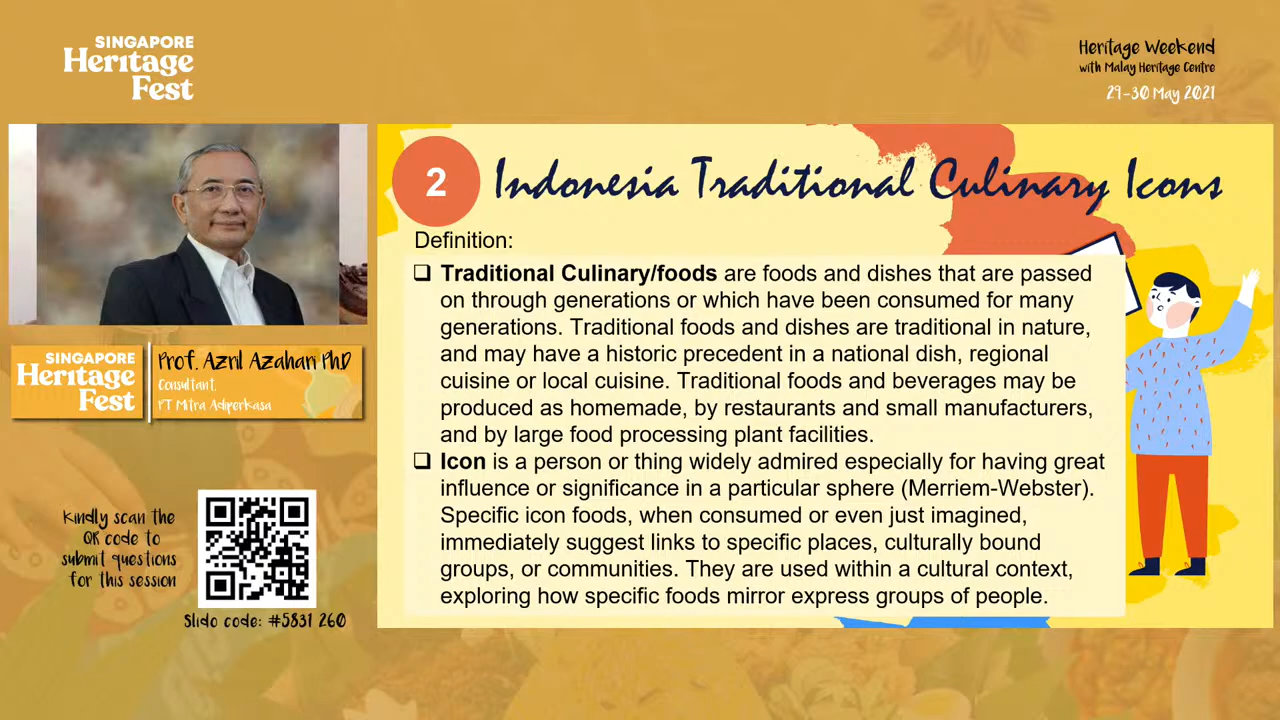 SINGAPORE
Heritage
Fest
Heritage Weekend
with Malay Heritage Centre
29-30 May 2021
2
Indonesia Traditional Culinary Icons
Definition:
❑ Traditional Culinary/foods are foods and dishes that are passed
on through generations or which have been consumed for many
generations. Traditional foods and dishes are traditional in nature,
and may have a historic precedent in a national dish, regional
cuisine or local cuisine. Traditional foods and beverages may be
produced as homemade, by restaurants and small manufacturers,
and by large food processing plant facilities.
❑ Icon is a person or thing widely admired especially for having great
influence or significance in a particular sphere (Merriem-Webster).
Specific icon foods, when consumed or even just imagined,
immediately suggest links to specific places, culturally bound
groups, or communities. They are used within a cultural context,
exploring how specific foods mirror express groups of people.
SINGAPORE
Heritage
Fest
Prof. Azril Azahari PhD
Consultant,
PT Mitra Adiperkasa
Kindly scan the
QR code to
submit questions
for this session
Slido code: #5831 260